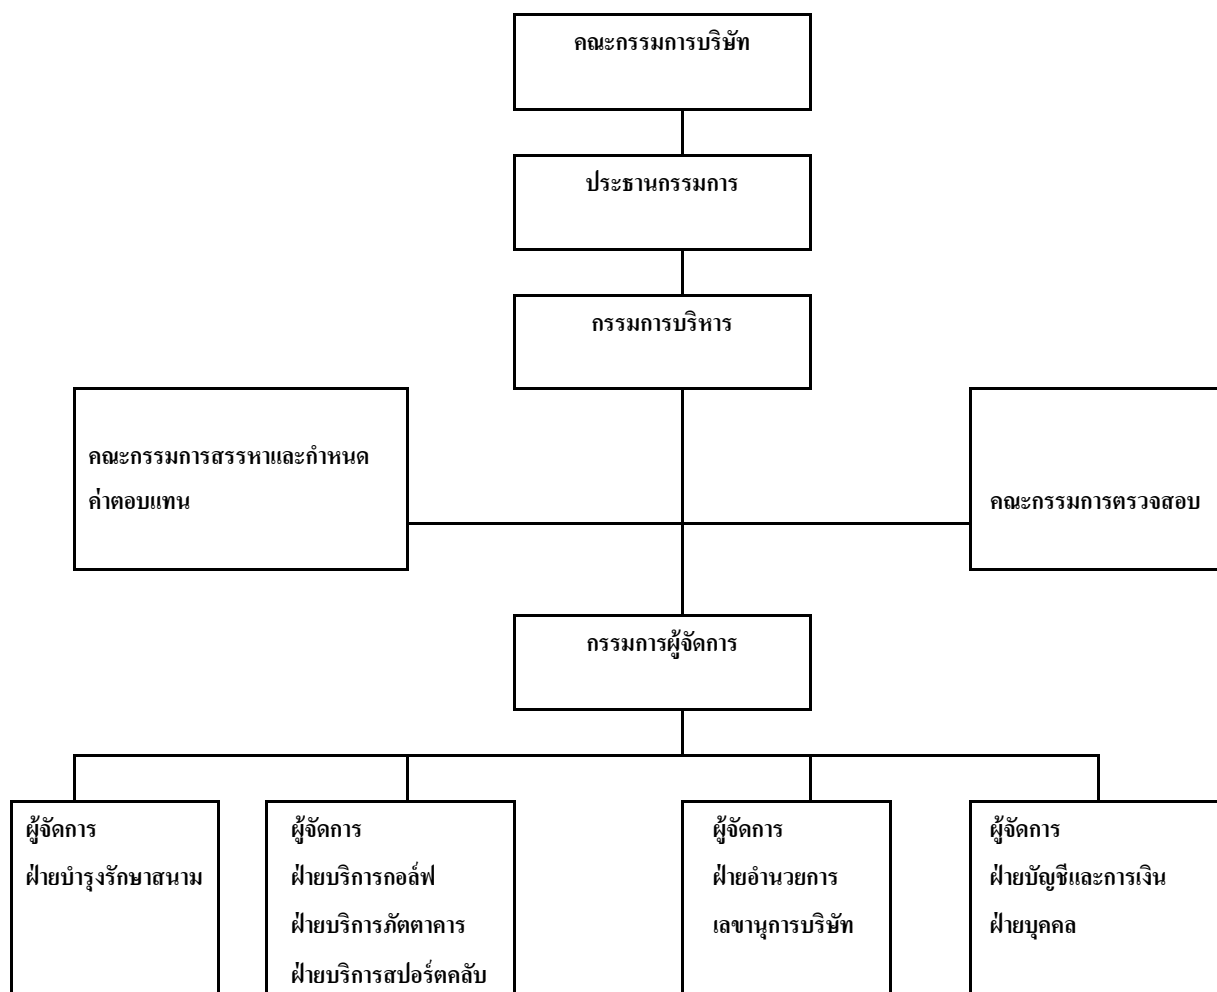 คณะกรรมการบริษัท
ประธานกรรมการ
กรรมการบริหาร
คณะกรรมการสรรหาและกำหนด
ค่าตอบแทน
คณะกรรมการตรวจสอบ
กรรมการผู้จัดการ
ผู้จัดการ
ฝ่ายบำรุงรักษาสนาม
ผู้จัดการ
ฝ่ายบริการกอล์ฟ
ฝ่ายบริการภัตตาคาร
ฝ่ายบริการสปอร์ตคลับ
ผู้จัดการ
ฝ่ายอำนวยการ
เลขานุการบริษัท
ผู้จัดการ
ฝ่ายบัญชีและการเงิน
ฝ่ายบุคคล